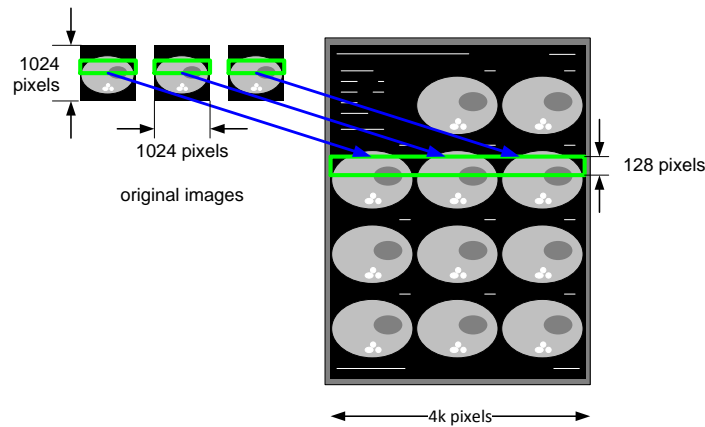 1024
pixels
1024 pixels
original images
128 pixels
4k pixels